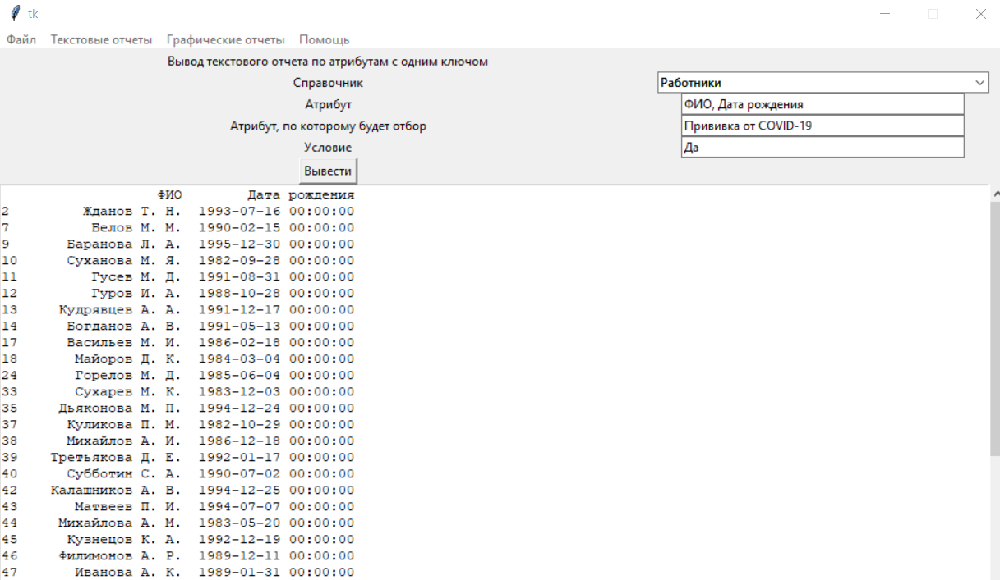 tk
Файл Текстовые отчеты Графические отчеты Помощь
Вывод текстового отчета по атрибутам с одним ключом
Справочник Работники
Атрибут ФИО, Дата рождения
Атрибут, по которому будет отбор Прививка от COVID-19
Условие Да
Вывести
ФИО Дата рождения
2 Жданов Т. Н. 1993-07-16 00:00:00
7 Белов М. М. 1990-02-15 00:00:00
9 Баранова Л. А. 1995-12-30 00:00:00
10 Суханова М. Я. 1982-09-28 00:00:00
11 Гусев М. Д. 1991-08-31 00:00:00
12 Гуров И. А. 1988-10-28 00:00:00
13 Кудрявцев А. А. 1991-12-17 00:00:00
14 Богданов А. В. 1991-05-13 00:00:00
17 Васильев М. И. 1986-02-18 00:00:00
18 Майоров Д. К. 1984-03-04 00:00:00
24 Горелов М. Д. 1985-06-04 00:00:00
33 Сухарев М. К. 1983-12-03 00:00:00
35 Дьяконова М. П. 1994-12-24 00:00:00
37 Куликова П. М. 1982-10-29 00:00:00
38 Михайлов А. И. 1986-12-18 00:00:00
39 Третьякова Д. Е. 1992-01-17 00:00:00
40 Субботин С. А. 1990-07-02 00:00:00
42 Калашников А. В. 1994-12-25 00:00:00
43 Матвеев П. И. 1994-07-07 00:00:00
44 Михайлова А. М. 1983-05-20 00:00:00
45 Кузнецов К. А. 1992-12-19 00:00:00
46 Филимонов А. Р. 1989-12-11 00:00:00
47 Иванова А. К. 1989-01-31 00:00:00